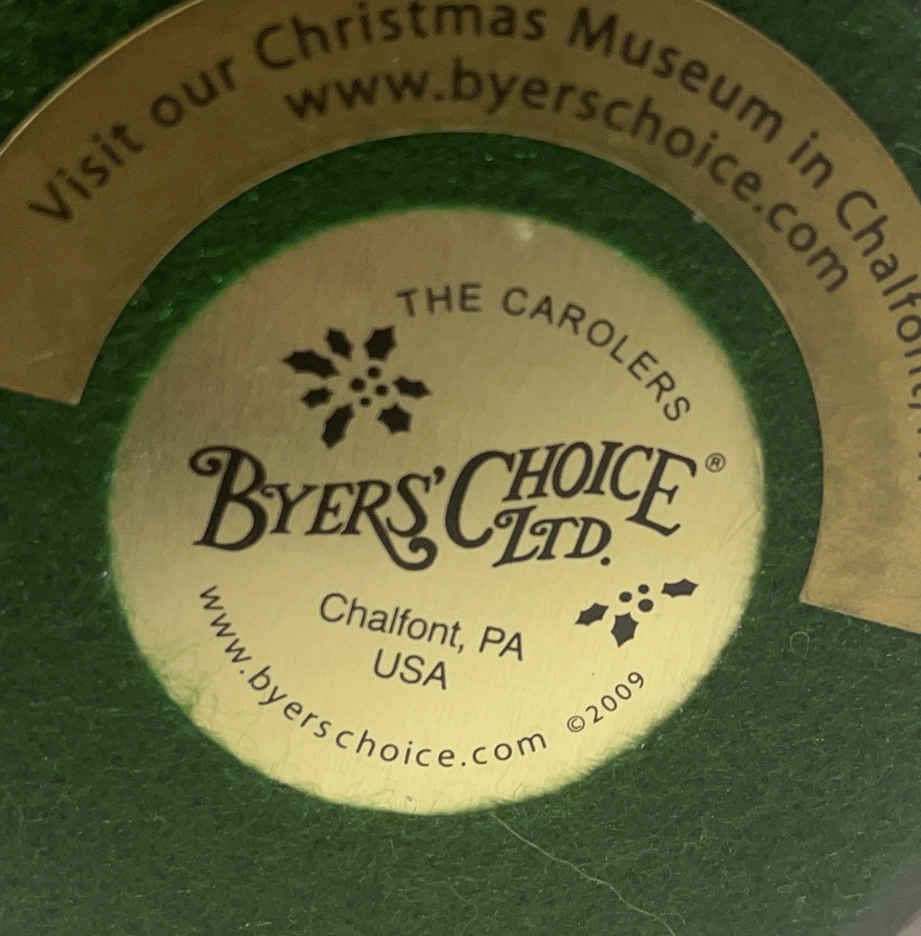 Visit our Christmas Museum in Chalfont,
www.byerschoice.com
THE CAROLERS
BYERS' CHOICE
LTD.
®
Chalfont, PA
USA
www.byerschoice.com ©2009